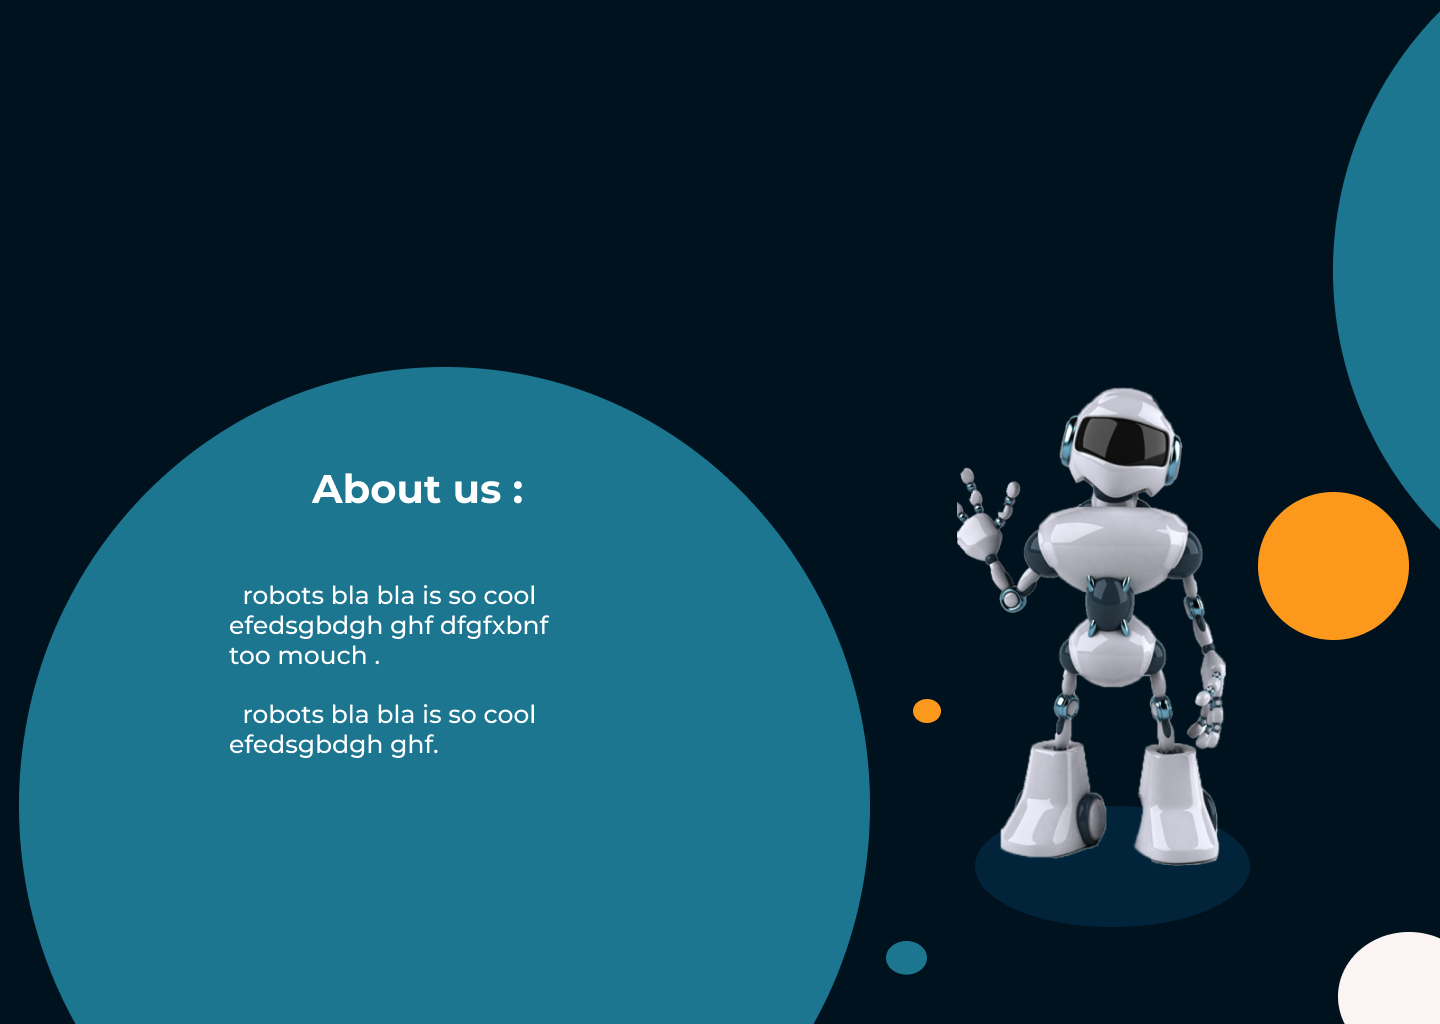 About us :
robots bla bla is so cool
efedsgbdgh ghf dfgfxbnf
too mouch .
robots bla bla is so cool
efedsgbdgh ghf.